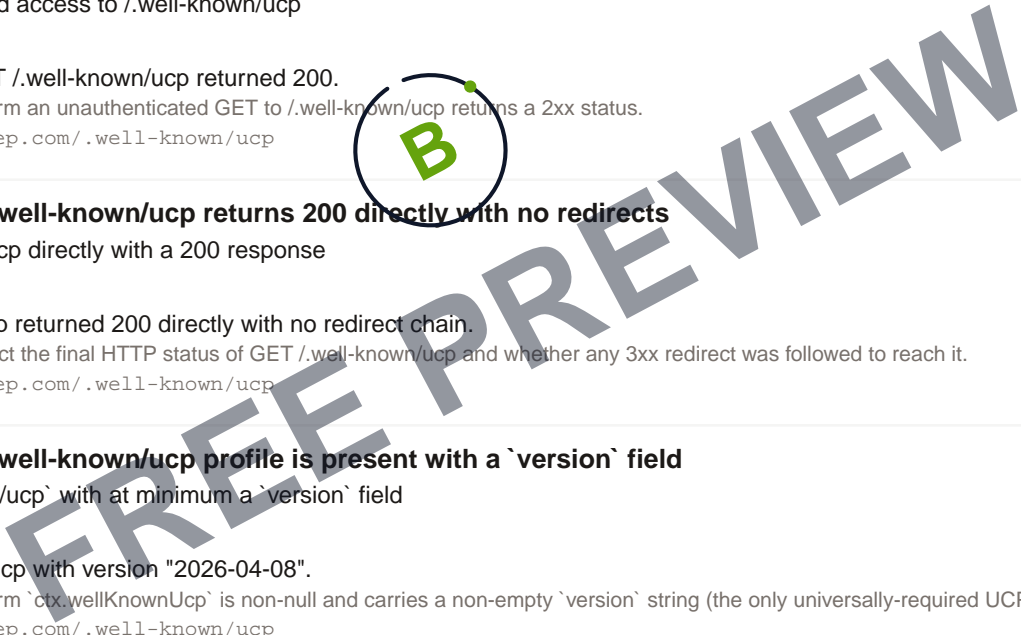 d access to /.well-known/ucp
T /.well-known/ucp returned 200.
rm an unauthenticated GET to /.well-known/ucp returns a 2xx status.
ep.com/.well-known/ucp
B
well-known/ucp returns 200 directly with no redirects
cp directly with a 200 response
p returned 200 directly with no redirect chain.
ct the final HTTP status of GET /.well-known/ucp and whether any 3xx redirect was followed to reach it.
ep.com/.well-known/ucp
FREE PREVIEW
well-known/ucp profile is present with a `version` field
/ucp` with at minimum a `version` field
cp with version "2026-04-08".
rm `ctx.wellKnownUcp` is non-null and carries a non-empty `version` string (the only universally-required UCP
ep.com/.well-known/ucp